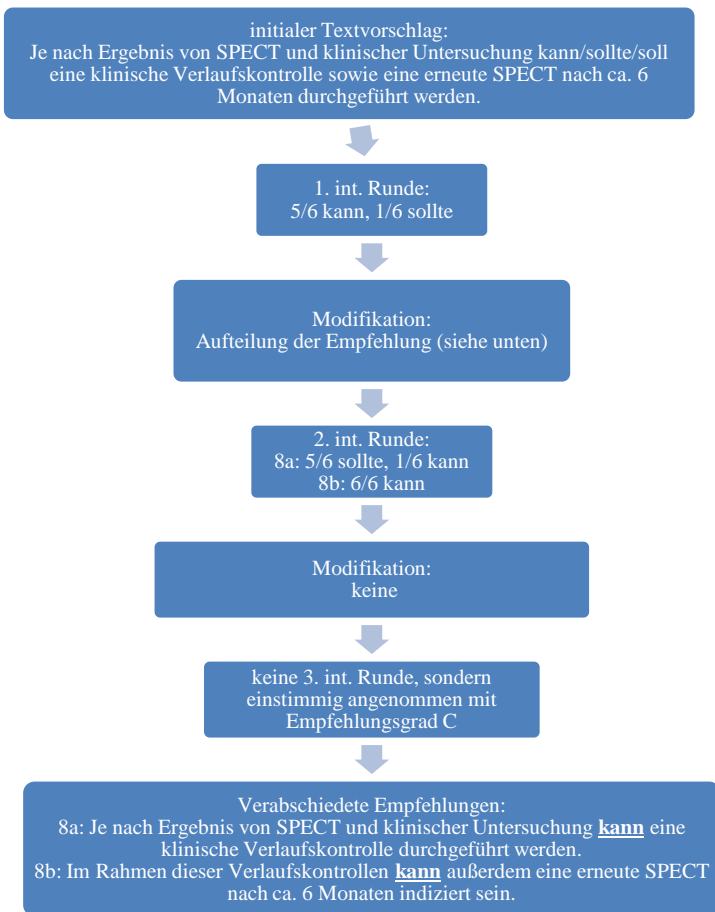 initialer Textvorschlag:
Je nach Ergebnis von SPECT und klinischer Untersuchung kann/sollte/soll
eine klinische Verlaufskontrolle sowie eine erneute SPECT nach ca. 6
Monaten durchgeführt werden.
1. int. Runde:
5/6 kann, 1/6 sollte
Modifikation:
Aufteilung der Empfehlung (siehe unten)
2. int. Runde:
8a: 5/6 sollte, 1/6 kann
8b: 6/6 kann
Modifikation:
keine
keine 3. int. Runde, sondern
einstimmig angenommen mit
Empfehlungsgrad C
Verabschiedete Empfehlungen:
8a: Je nach Ergebnis von SPECT und klinischer Untersuchung kann eine
klinische Verlaufskontrolle durchgeführt werden.
8b: Im Rahmen dieser Verlaufskontrollen kann außerdem eine erneute SPECT
nach ca. 6 Monaten indiziert sein.